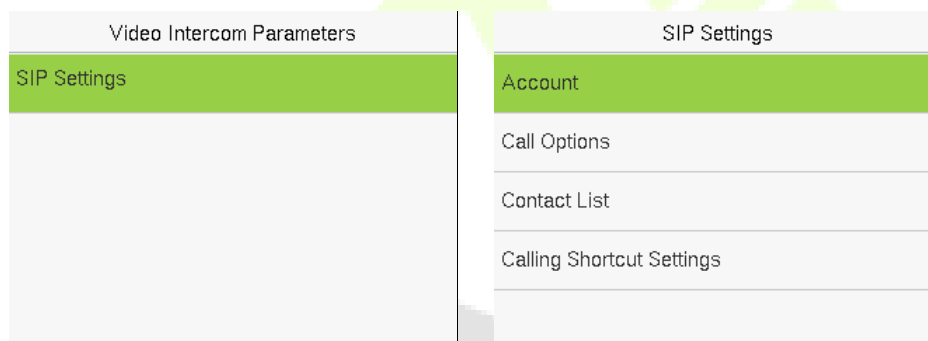 Video Intercom Parameters
SIP Settings
SIP Settings
Account
Call Options
Contact List
Calling Shortcut Settings